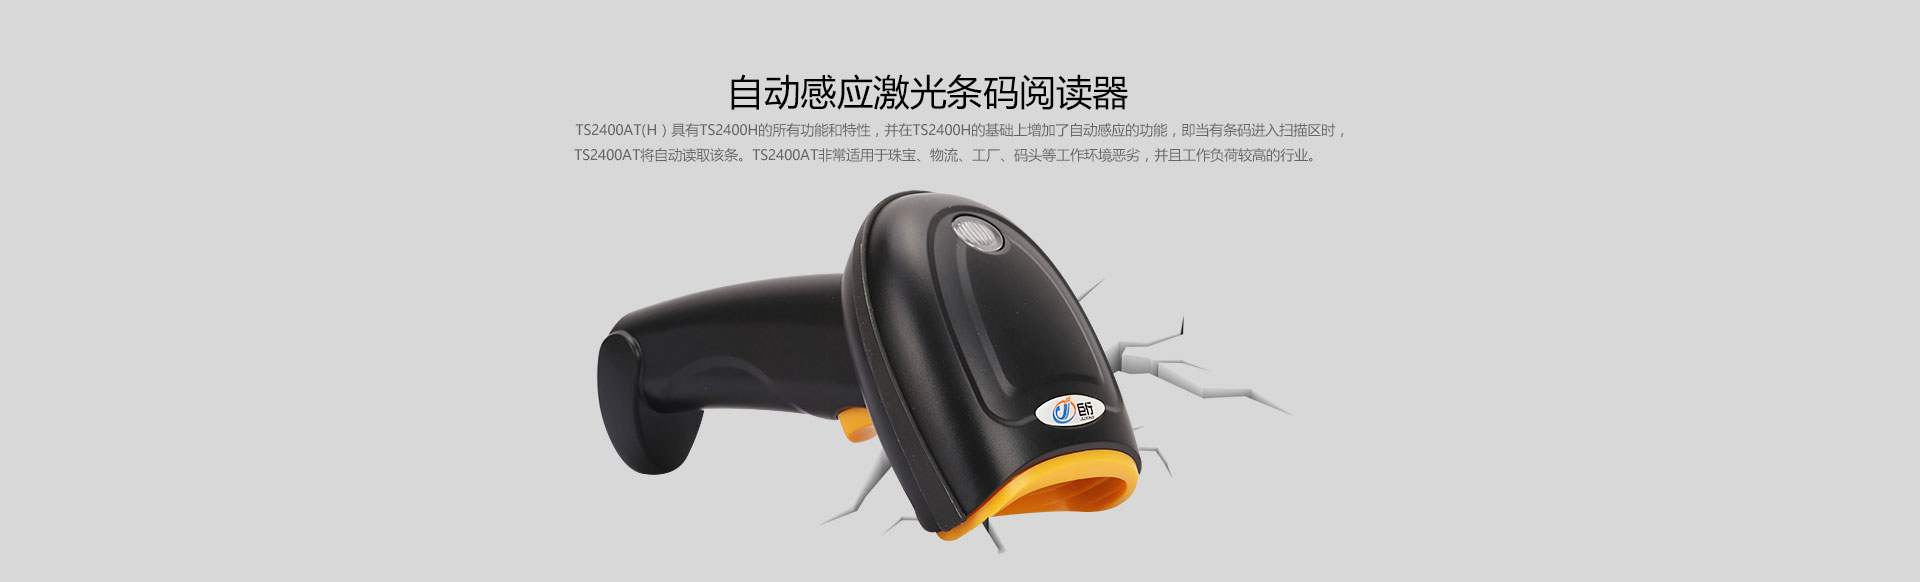 自动感应激光条码阅读器
TS2400AT(H）具有TS2400H的所有功能和特性，并在TS2400H的基础上增加了自动感应的功能，即当有条码进入扫描区时，
TS2400AT将自动读取该条。TS2400AT非常适用于珠宝、物流、工厂、码头等工作环境恶劣，并且工作负荷较高的行业。